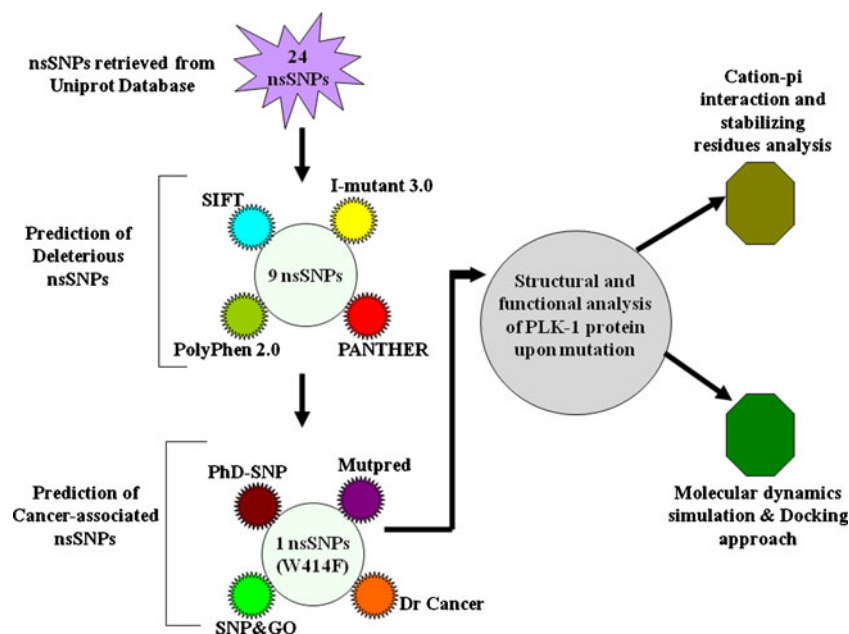 nsSNPs retrieved from
Uniprot Database
24
nsSNPs
Prediction of
Deleterious
nsSNPs
SIFT
I-mutant 3.0
9 nsSNPs
PolyPhen 2.0
PANTHER
Prediction of
Cancer-associated
nsSNPs
PhD-SNP
Mutpred
1 nsSNPs
(W414F)
SNP&GO
Dr Cancer
Structural and
functional analysis
of PLK-1 protein
upon mutation
Cation-pi
interaction and
stabilizing
residues analysis
Molecular dynamics
simulation & Docking
approach